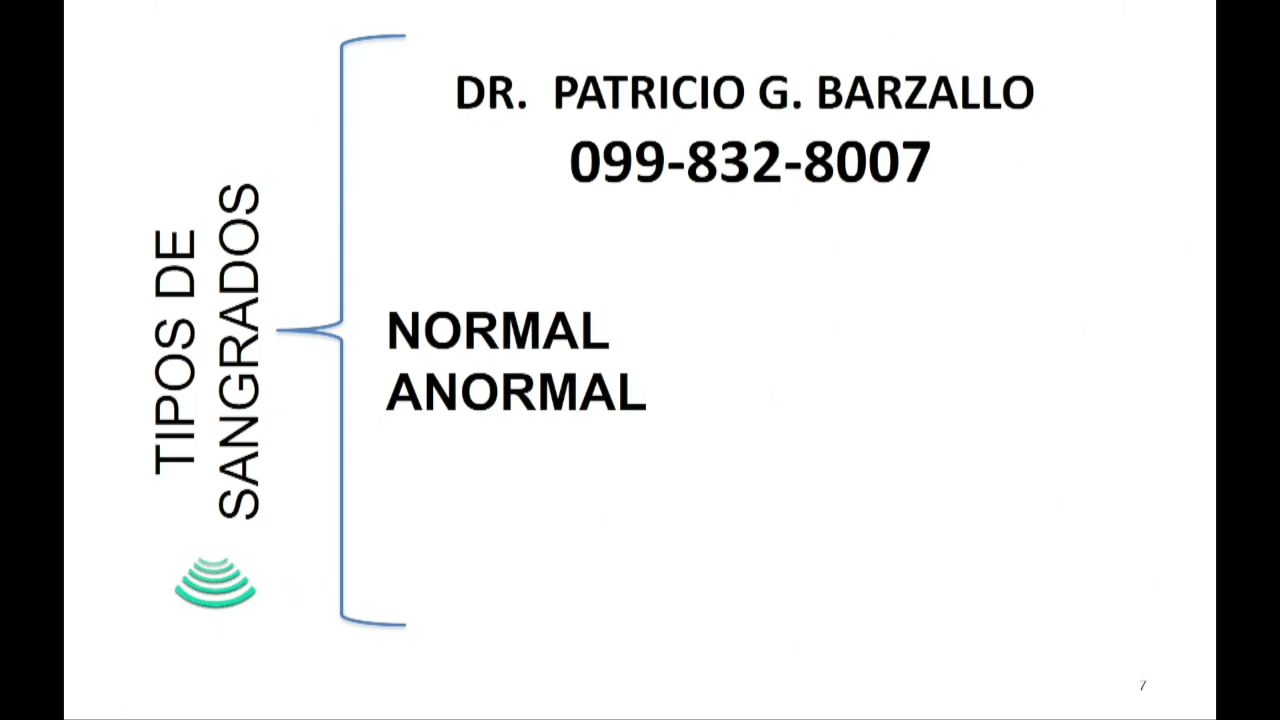 TIPOS DE
SANGRADOS
DR. PATRICIO G. BARZALLO
099-832-8007
NORMAL
ANORMAL
7